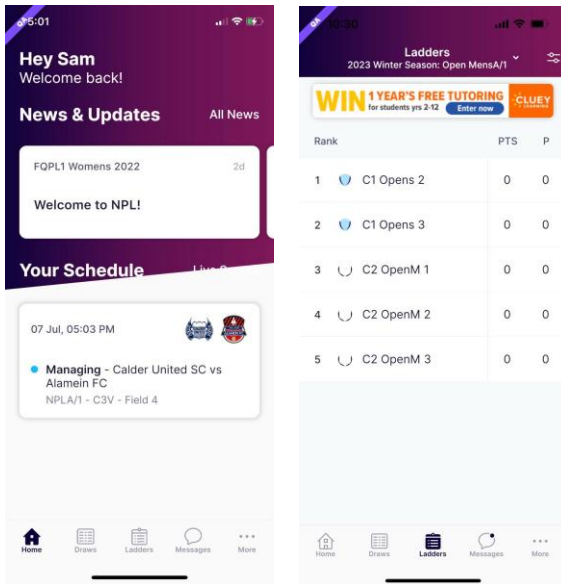 5:01
Hey Sam
Welcome back!
News & Updates
All News
FQPL1 Womens 2022
2d
Welcome to NPL!
Your Schedule
07 Jul, 05:03 PM
Managing - Calder United SC vs
Alamein FC
NPLA/1 - C3V - Field 4
Home
Draws
Ladders
Messages
More
10:30
Ladders
2023 Winter Season: Open MensA/1
WIN
1 YEAR'S FREE TUTORING
for students yrs 2-12
Enter now
CLUEY
Rank
PTS
P
1 C1 Opens 2 0 0
2 C1 Opens 3 0 0
3 C2 OpenM 1 0 0
4 C2 OpenM 2 0 0
5 C2 OpenM 3 0 0
Home
Draws
Ladders
Messages
More